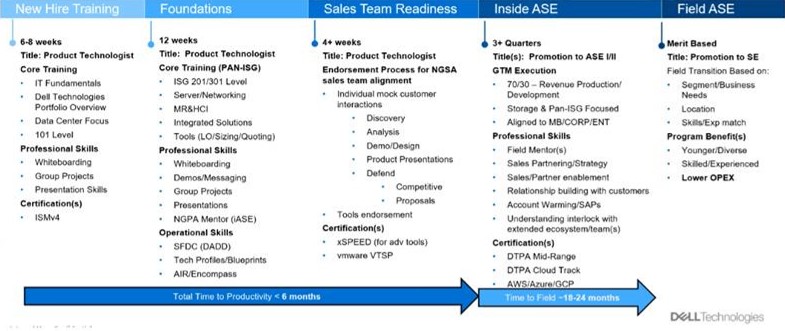 New Hire Training
6-8 weeks
Title: Product Technologist
Core Training
IT Fundamentals
Dell Technologies
Portfolio Overview
Data Center Focus
101 Level
Professional Skills
Whiteboarding
Group Projects
Presentation Skills
Certification(s)
ISMv4
Foundations
12 weeks
Title: Product Technologist
Core Training (PAN-ISG)
ISG 201/301 Level
Server/Networking
MR&HCI
Integrated Solutions
Tools (LO/Sizing/Quoting)
Professional Skills
Whiteboarding
Demos/Messaging
Group Projects
Presentations
NGPA Mentor (iASE)
Operational Skills
SFDC (DADD)
Tech Profiles/Blueprints
AIR/Encompass
Sales Team Readiness
4+ weeks
Title: Product Technologist
Endorsement Process for NGSA
sales team alignment
Individual mock customer
interactions
Discovery
Analysis
Demo/Design
Product Presentations
Defend
Competitive
Proposals
Tools endorsement
Certification(s)
xSPEED (for adv tools)
vmware VTSP
Inside ASE
3+ Quarters
Title(s): Promotion to ASE I/II
GTM Execution
70/30 – Revenue Production/
Development
Storage & Pan-ISG Focused
Aligned to MB/CORP/ENT
Professional Skills
Field Mentor(s)
Sales Partnering/Strategy
Sales/Partner enablement
Relationship building with customers
Account Warming/SAPs
Understanding interlock with
extended ecosystem/team(s)
Certification(s)
DTPA Mid-Range
DTPA Cloud Track
AWS/Azure/GCP
Field ASE
Merit Based
Title: Promotion to SE
Field Transition Based on:
Segment/Business
Needs
Location
Skills/Exp match
Program Benefit(s)
Younger/Diverse
Skilled/Experienced
Lower OPEX
Total Time to Productivity < 6 months
Time to Field ~18-24 months
DELL Technologies